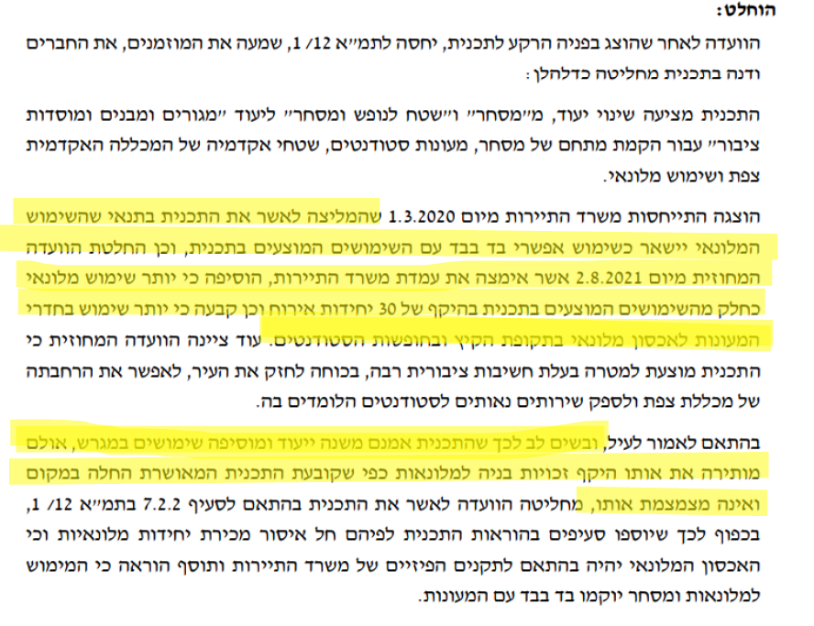 הוחלט:
הוועדה לאחר שהוצג בפניה הרקע לתכנית, יחסה לתמ״א 12/ 1, שמעה את המוזמנים, את החברים
ודנה בתכנית מחליטה כדלהלן:
התכנית מציעה שינוי יעוד, מ״מסחר״ ו״שטח לנופש ומסחר״ ליעוד ״מגורים ומבנים ומוסדות
ציבור״ עבור הקמת מתחם של מסחר, מעונות סטודנטים, שטחי אקדמיה של המכללה האקדמית
צפת ושימוש מלונאי.
הוצגה התייחסות משרד התיירות מיום 1.3.2020 שהמליצה לאשר את התכנית בתנאי שהשימוש
המלונאי יישאר כשימוש אפשרי בד בבד עם השימושים המוצעים בתכנית, וכן החלטת הוועדה
המחוזית מיום 2.8.2021 אשר אימצה את עמדת משרד התיירות, הוסיפה כי יותר שימוש מלונאי
כחלק מהשימושים המוצעים בתכנית בהיקף של 30 יחידות אירוח וכן קבעה כי יותר שימוש בחדרי
המעונות לאכסון מלונאי בתקופת הקיץ ובחופשות הסטודנטים. עוד ציינה הוועדה המחוזית כי
התכנית מוצעת למטרה בעלת חשיבות ציבורית רבה, בכוחה לחזק את העיר, לאפשר את הרחבתה
של מכללת צפת ולספק שירותים נאותים לסטודנטים הלומדים בה.
בהתאם לאמור לעיל, ובשים לב לכך שהתכנית אמנם משנה ייעוד ומוסיפה שימושים במגרש, אולם
מותירה את אותו היקף זכויות בניה למלונאות כפי שקובעת התכנית המאושרת החלה במקום
ואינה מצמצמת אותו, מחליטה הוועדה לאשר את התכנית בהתאם לסעיף 7.2.2 בתמ״א 12/ 1,
בכפוף לכך שיוספו סעיפים בהוראות התכנית לפיהם חל איסור מכירת יחידות מלונאיות וכי
האכסון המלונאי יהיה בהתאם לתקנים הפיזיים של משרד התיירות ותוסף הוראה כי המימוש
למלונאות ומסחר יוקמו בד בבד עם המעונות.